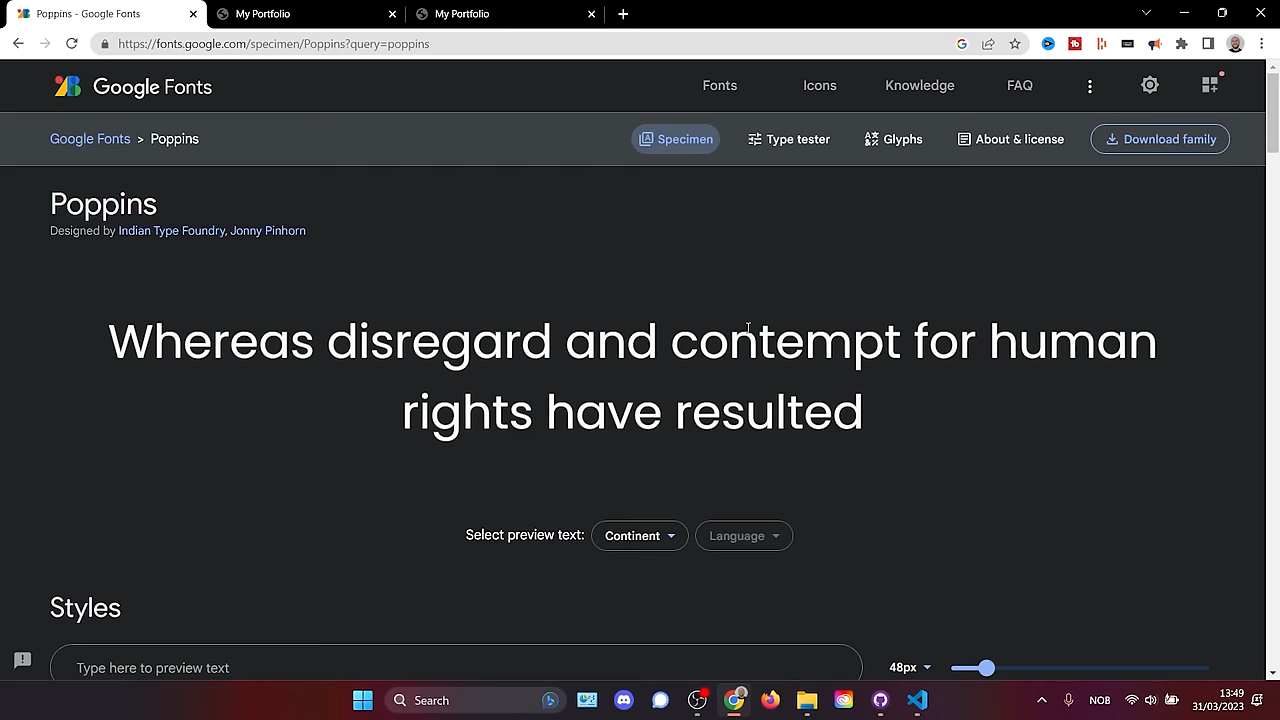 Poppins - Google Fonts
My Portfolio
My Portfolio
https://fonts.google.com/specimen/Poppins?query=poppins
Google Fonts
Fonts
Icons
Knowledge
FAQ
Google Fonts > Poppins
Specimen
Type tester
Glyphs
About & license
Download family
Poppins
Designed by Indian Type Foundry, Jonny Pinhorn
Whereas disregard and contempt for human
rights have resulted
Select preview text:
Continent
Language
Styles
Type here to preview text
48px
Search
NOB
13:49
31/03/2023